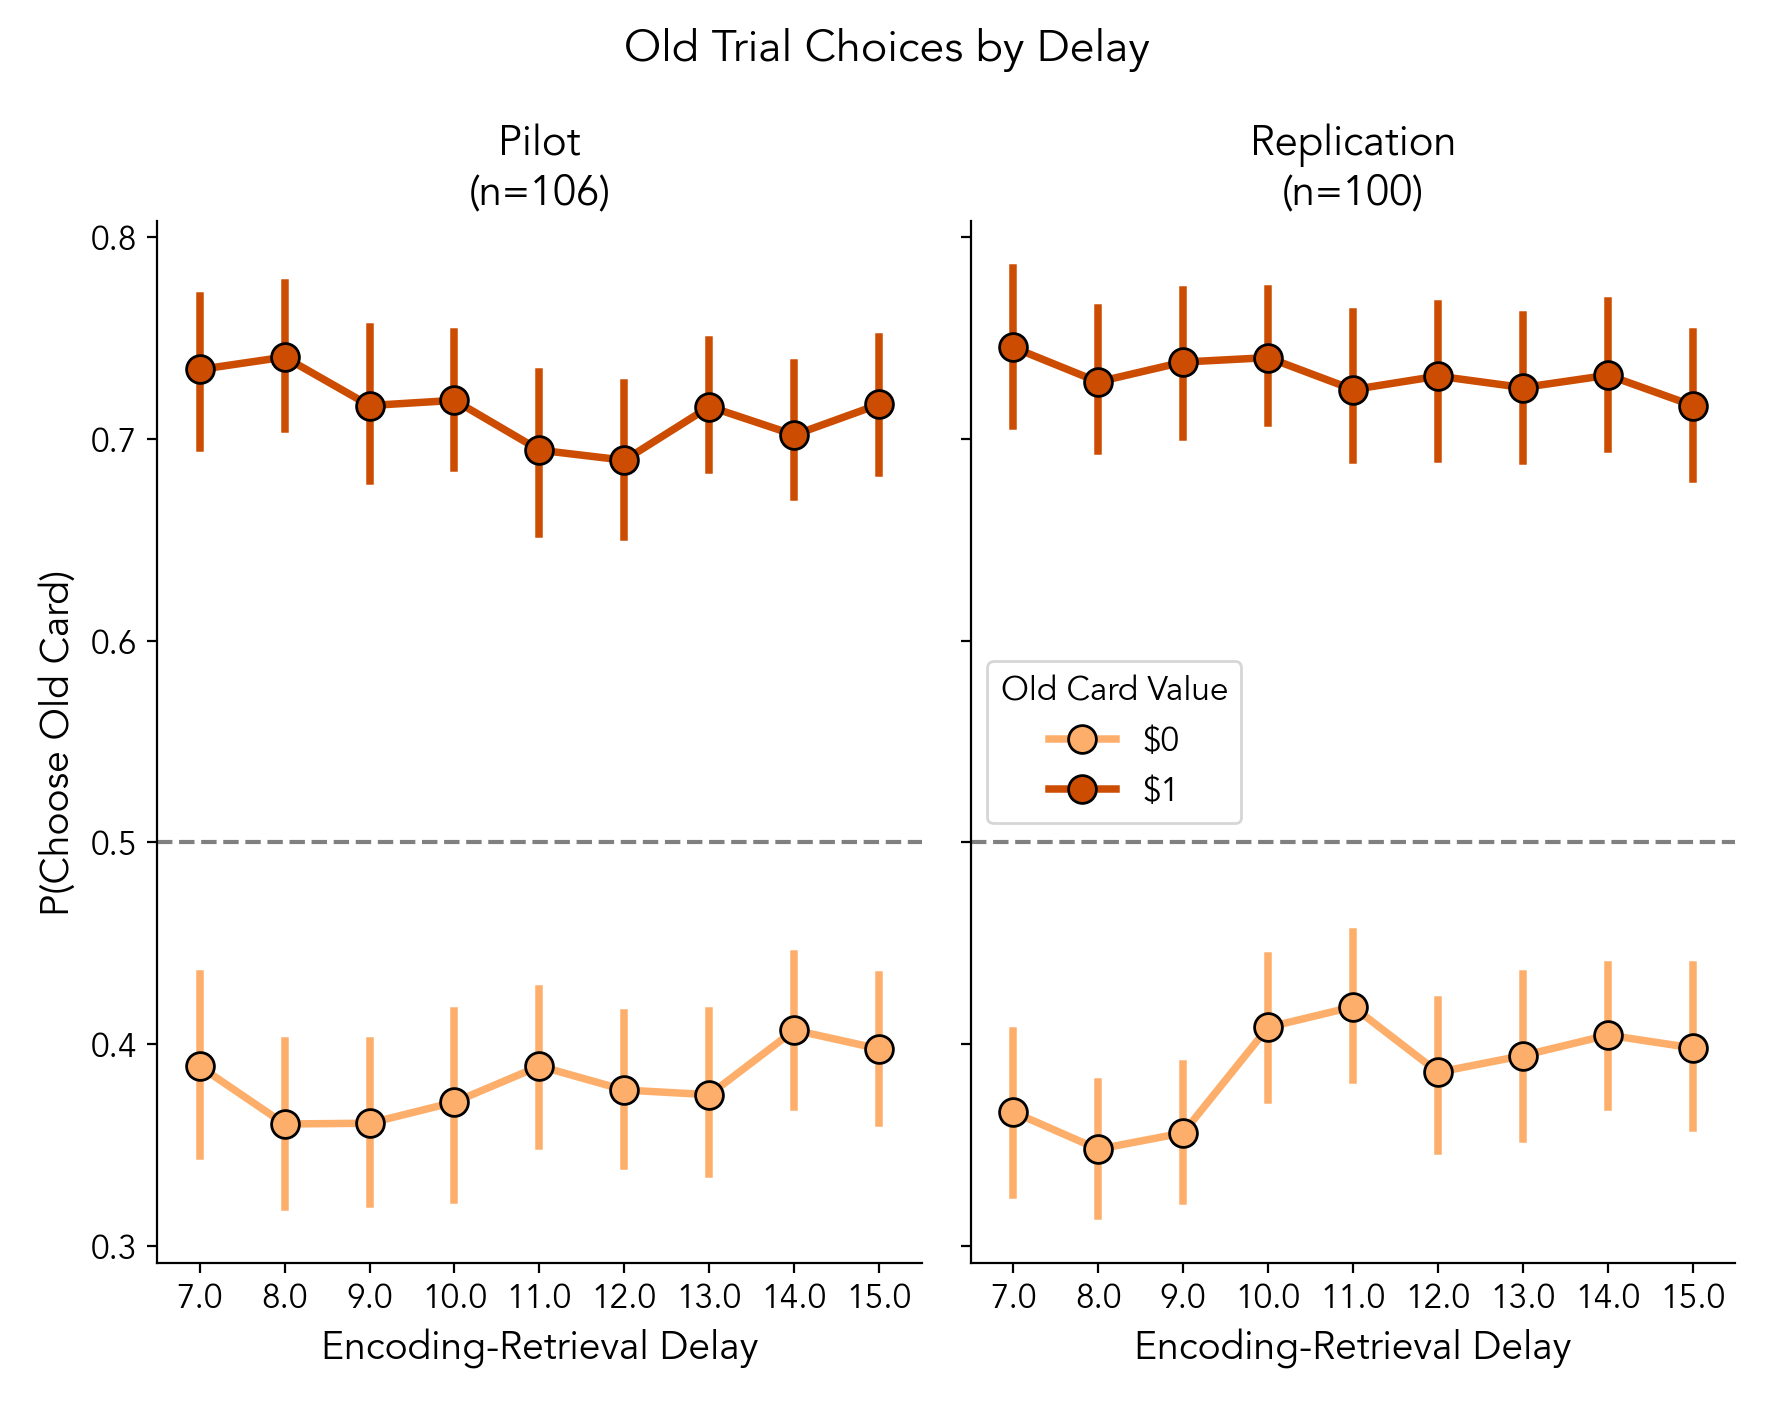 Old Trial Choices by Delay
Pilot
(n=106)
Replication
(n=100)
P(Choose Old Card)
0.8
0.7
0.6
0.5
0.4
0.3
Old Card Value
$0
$1
7.0 8.0 9.0 10.0 11.0 12.0 13.0 14.0 15.0
7.0 8.0 9.0 10.0 11.0 12.0 13.0 14.0 15.0
Encoding-Retrieval Delay
Encoding-Retrieval Delay